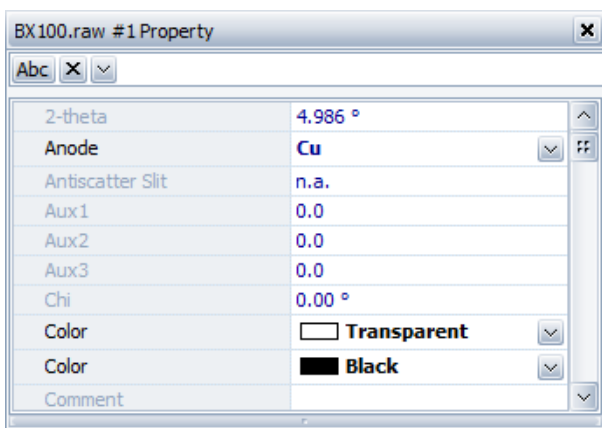 BX100.raw #1 Property
Abc
2-theta 4.986 °
Anode Cu
Antiscatter Slit n.a.
Aux1 0.0
Aux2 0.0
Aux3 0.0
Chi 0.00 °
Color Transparent
Color Black
Comment